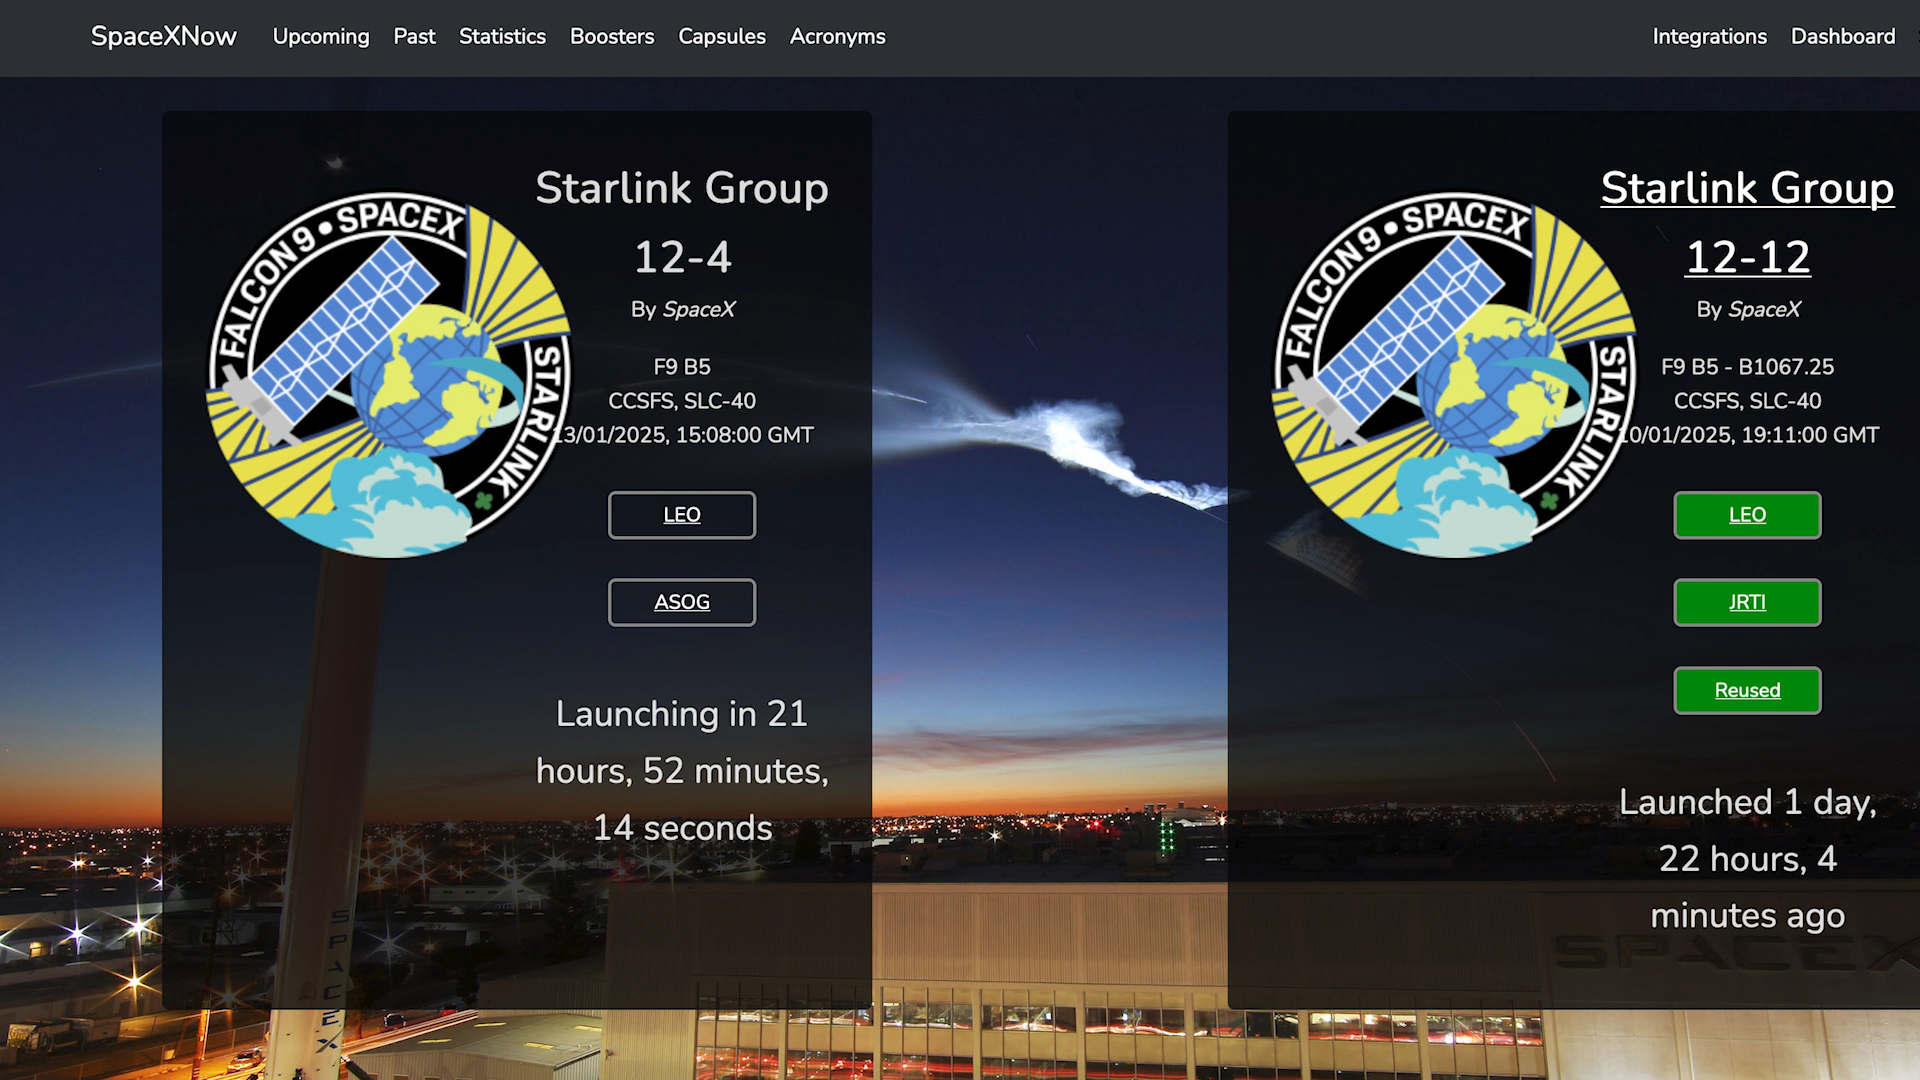 SpaceXNow Upcoming Past Statistics Boosters Capsules Acronyms Integrations Dashboard
FALCON 9 • SPACEX
STARLINK
Starlink Group
12-4
By SpaceX
F9 B5
CCSFS, SLC-40
13/01/2025, 15:08:00 GMT
LEO
ASOG
Launching in 21
hours, 52 minutes,
14 seconds
FALCON 9 • SPACEX
STARLINK
Starlink Group
12-12
By SpaceX
F9 B5 - B1067.25
CCSFS, SLC-40
10/01/2025, 19:11:00 GMT
LEO
JRTI
Reused
Launched 1 day,
22 hours, 4
minutes ago
SPACEX
SPACEX